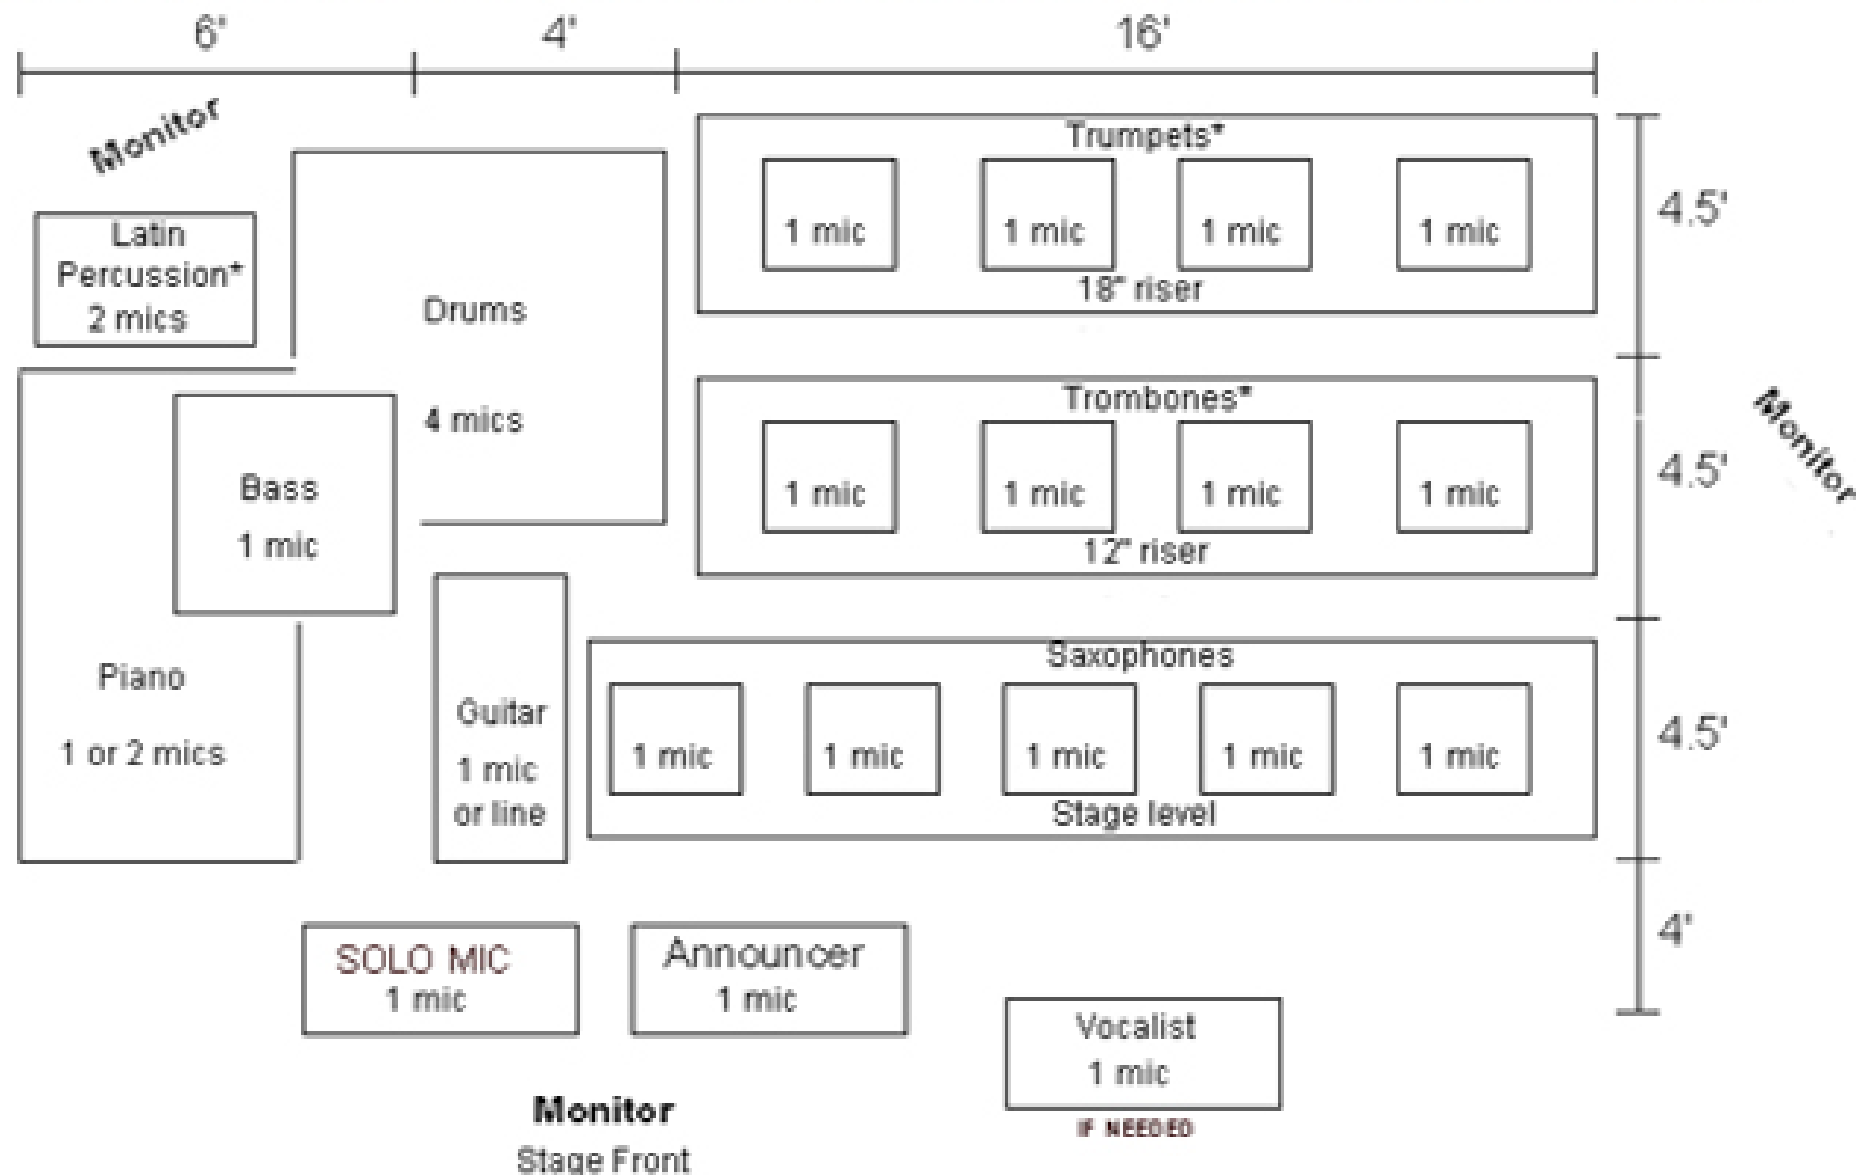 6'
4'
16'
Monitor
Latin
Percussion*
2 mics
Drums
4 mics
Bass
1 mic
Piano
1 or 2 mics
Guitar
1 mic
or line
Trumpets*
1 mic
1 mic
1 mic
1 mic
18" riser
4.5'
Trombones*
1 mic
1 mic
1 mic
1 mic
12" riser
4.5'
Monitor
Saxophones
1 mic
1 mic
1 mic
1 mic
1 mic
Stage level
4.5'
4'
SOLO MIC
1 mic
Announcer
1 mic
Vocalist
1 mic
IF NEEDED
Monitor
Stage Front